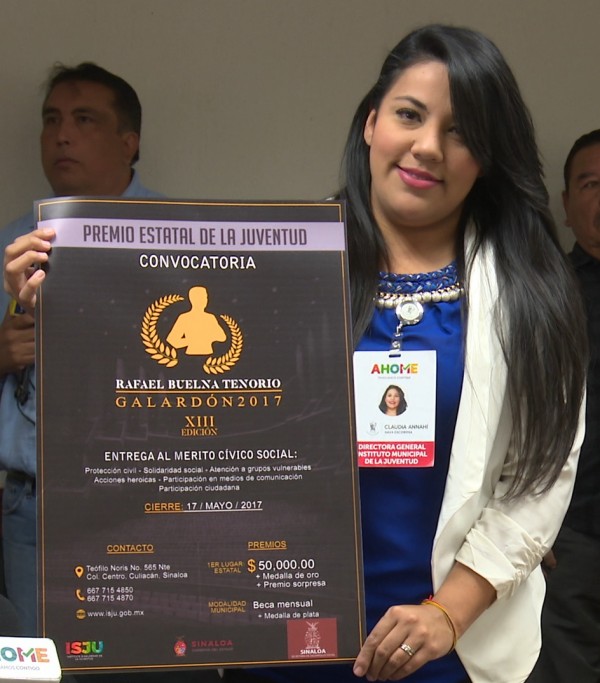 PREMIO ESTATAL DE LA JUVENTUD
CONVOCATORIA
RAFAEL BUELNA TENORIO
GALARDÓN 2017
XIII
EDICIÓN
ENTREGA AL MERITO CÍVICO SOCIAL:
Protección civil - Solidaridad social - Atención a grupos vulnerables
Acciones heroicas - Participación en medios de comunicación
Participación ciudadana
CIERRE: 17 / MAYO / 2017
CONTACTO
Teófilo Noris No. 565 Nte
Col. Centro, Culiacán, Sinaloa
667 715 4850
667 715 4870
www.isju.gob.mx
PREMIOS
1ER LUGAR
ESTATAL
$ 50,000.00
+ Medalla de oro
+ Premio sorpresa
MODALIDAD
MUNICIPAL
Beca mensual
+ Medalla de plata
ISJU
SINALOA
SINALOA
AHOME
CLAUDIA ANNAHÍ
DIRECTORA GENERAL
INSTITUTO MUNICIPAL
DE LA JUVENTUD
OME